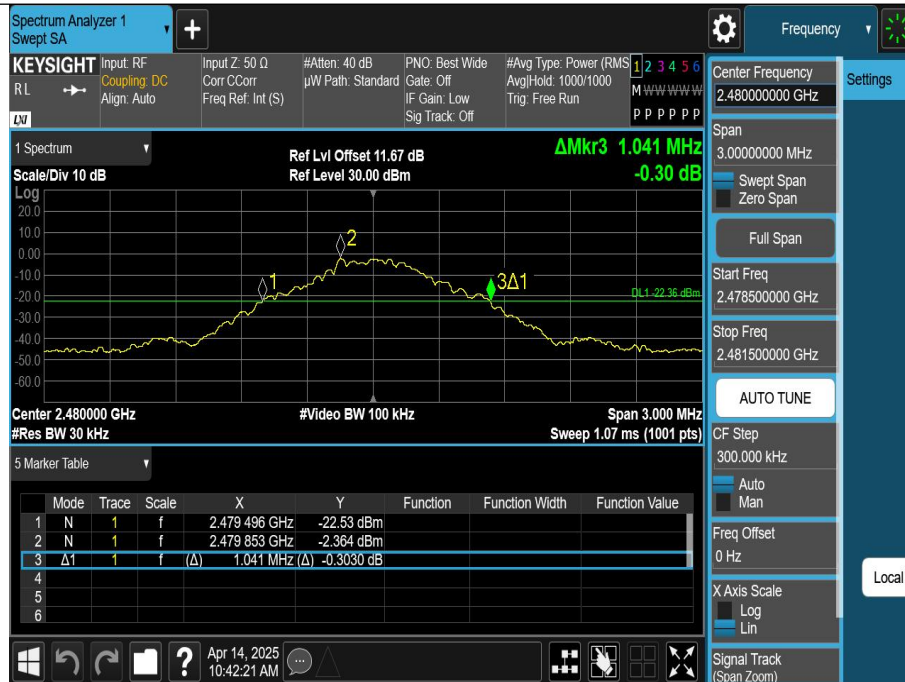 Spectrum Analyzer 1
Swept SA
+
Frequency
KEYSIGHT
RL
LXI
Input: RF
Coupling: DC
Align: Auto
Input Z: 50 Ω
Corr CCorr
Freq Ref: Int (S)
#Atten: 40 dB
µW Path: Standard
PNO: Best Wide
Gate: Off
IF Gain: Low
Sig Track: Off
#Avg Type: Power (RMS
Avg|Hold: 1000/1000
Trig: Free Run
1 2 3 4 5 6
M W W W W W
P P P P P P
Center Frequency
2.480000000 GHz
Settings
Span
3.00000000 MHz
Swept Span
Zero Span
Full Span
Start Freq
2.478500000 GHz
Stop Freq
2.481500000 GHz
AUTO TUNE
CF Step
300.000 kHz
Auto
Man
Freq Offset
0 Hz
X Axis Scale
Log
Lin
Signal Track
(Span Zoom)
Local
1 Spectrum
Scale/Div 10 dB
Ref Lvl Offset 11.67 dB
Ref Level 30.00 dBm
ΔMkr3 1.041 MHz
-0.30 dB
Log
20.0
10.0
0.00
-10.0
-20.0
-30.0
-40.0
-50.0
-60.0
1
2
3Δ1
DL1 -22.36 dBm
Center 2.480000 GHz
#Video BW 100 kHz
Span 3.000 MHz
#Res BW 30 kHz
Sweep 1.07 ms (1001 pts)
5 Marker Table
Mode Trace Scale X Y Function Function Width Function Value
1 N 1 f 2.479 496 GHz -22.53 dBm
2 N 1 f 2.479 853 GHz -2.364 dBm
3 Δ1 1 f (Δ) 1.041 MHz (Δ) -0.3030 dB
4
5
6
?
Apr 14, 2025
10:42:21 AM